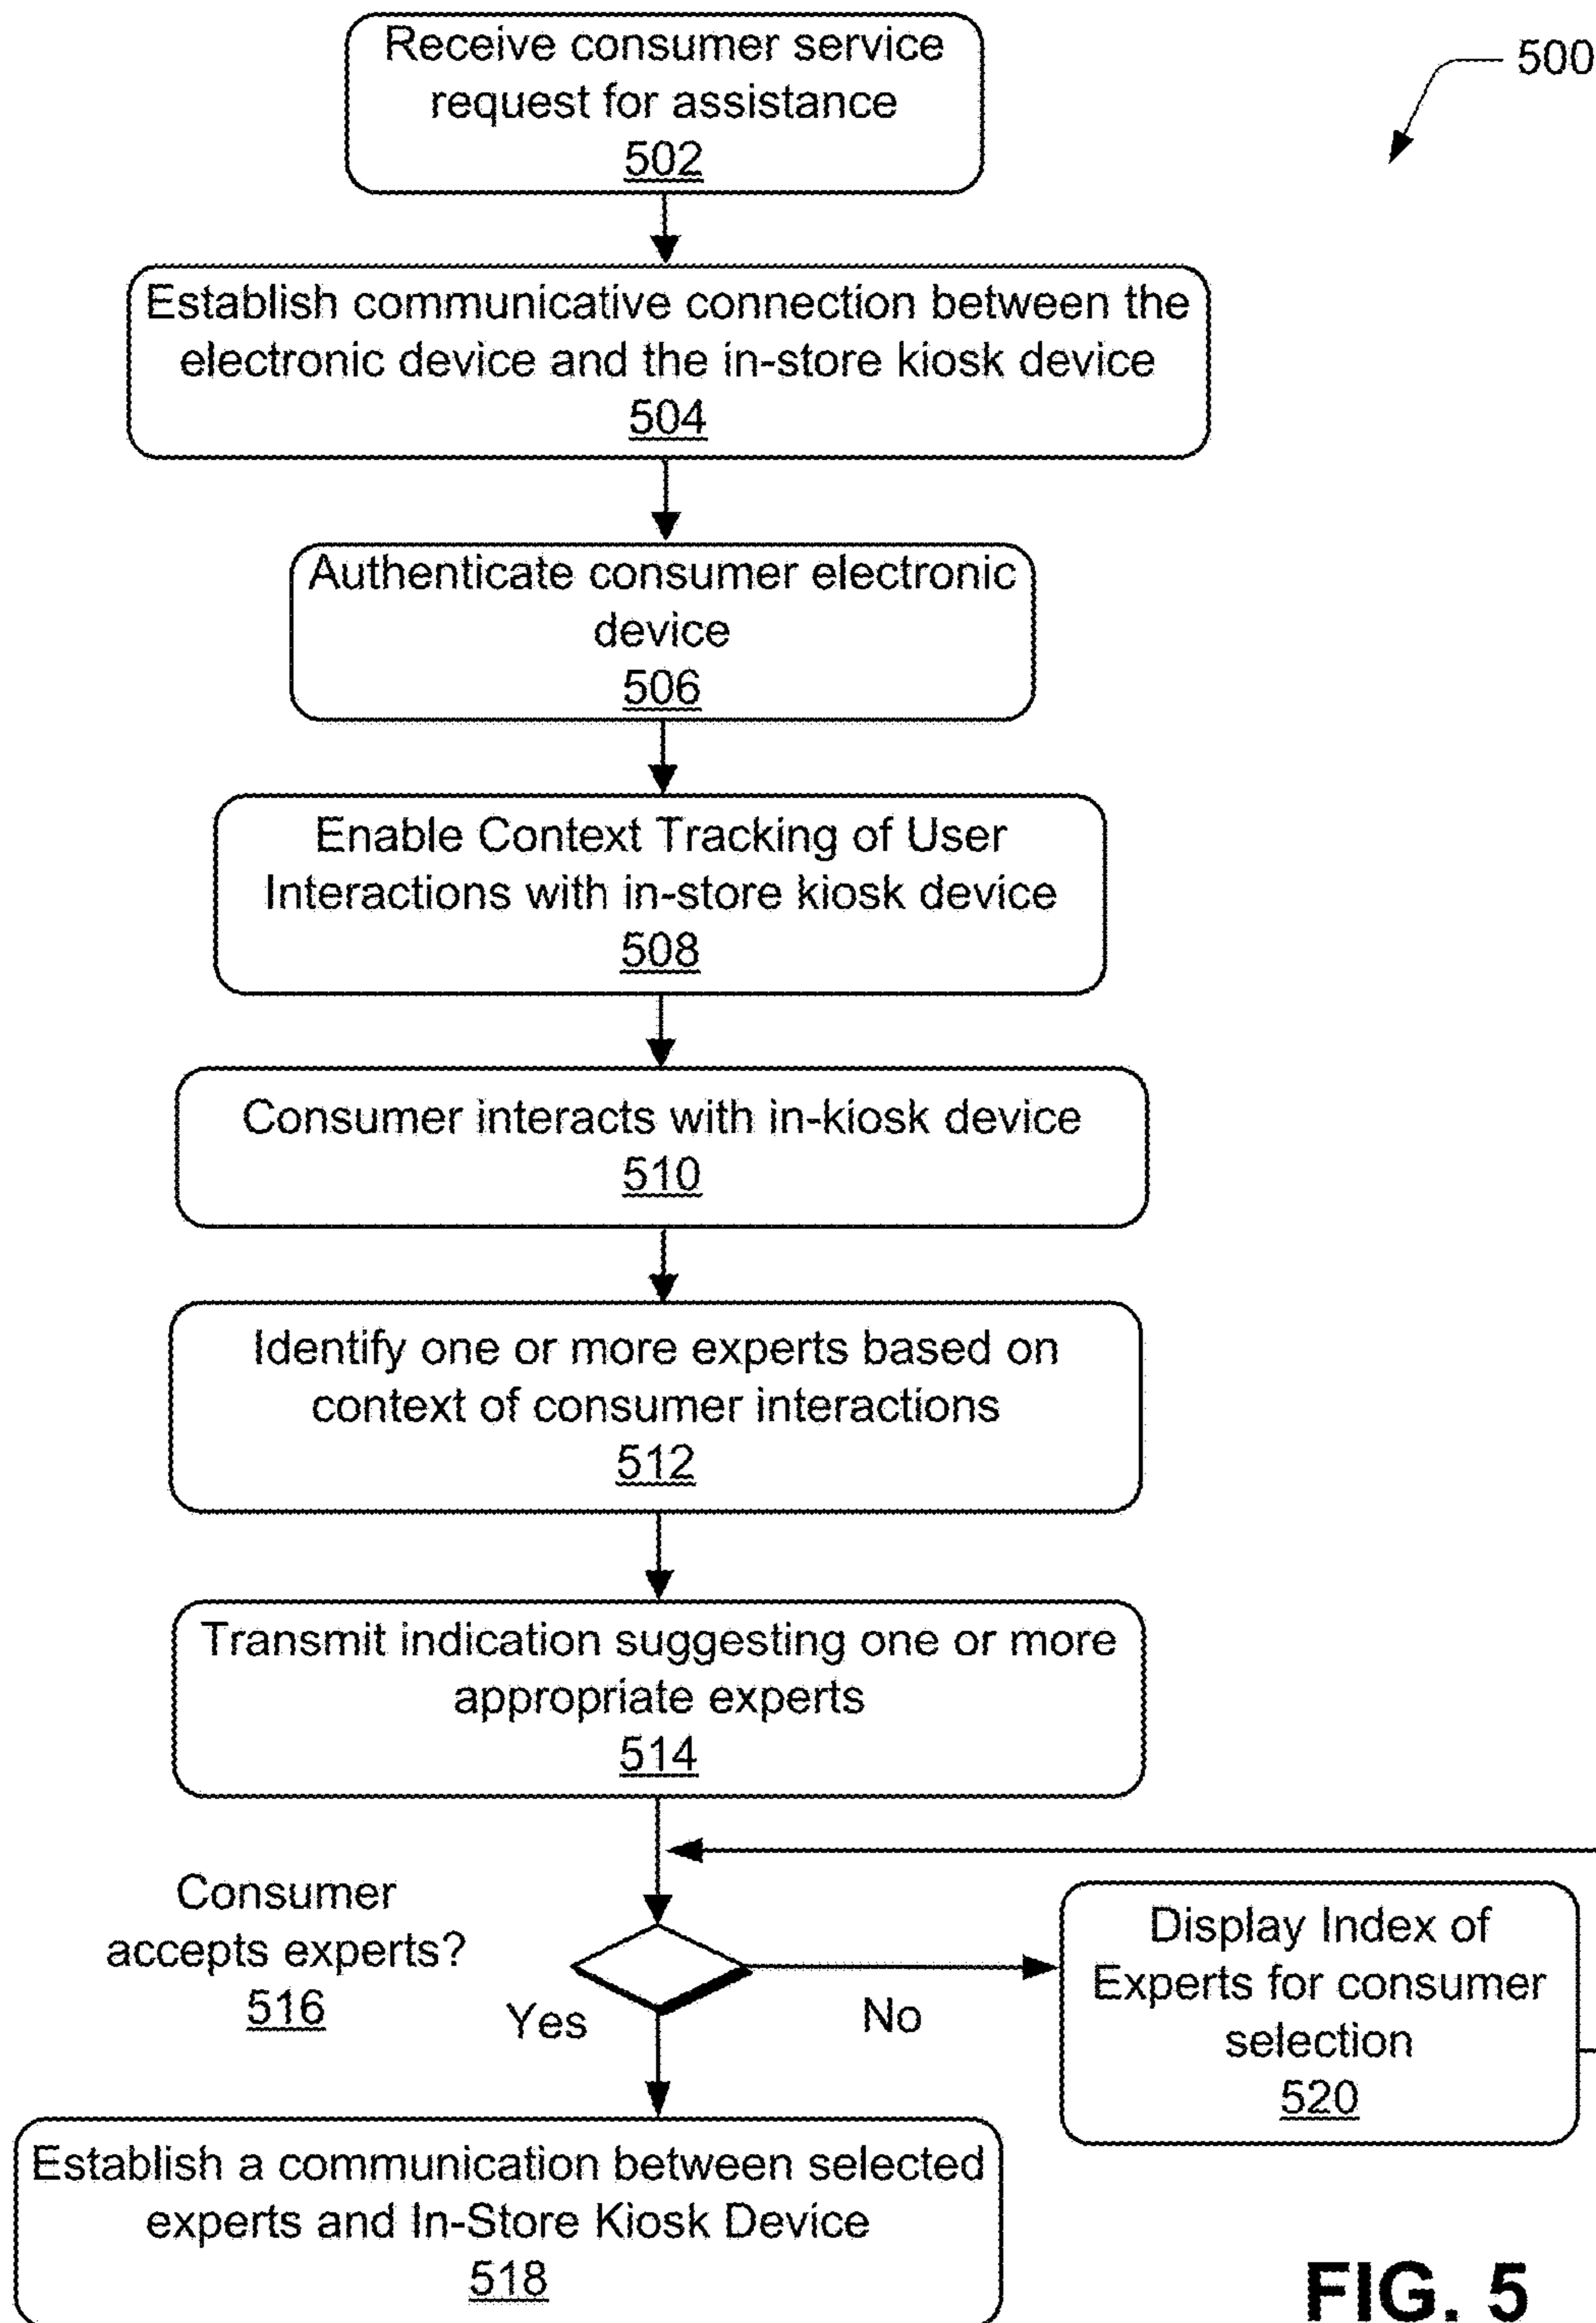 500
Receive consumer service
request for assistance
502
Establish communicative connection between the
electronic device and the in-store kiosk device
504
Authenticate consumer electronic
device
506
Enable Context Tracking of User
Interactions with in-store kiosk device
508
Consumer interacts with in-kiosk device
510
Identify one or more experts based on
context of consumer interactions
512
Transmit indication suggesting one or more
appropriate experts
514
Consumer
accepts experts?
516
Yes
No
Display Index of
Experts for consumer
selection
520
Establish a communication between selected
experts and In-Store Kiosk Device
518
FIG. 5